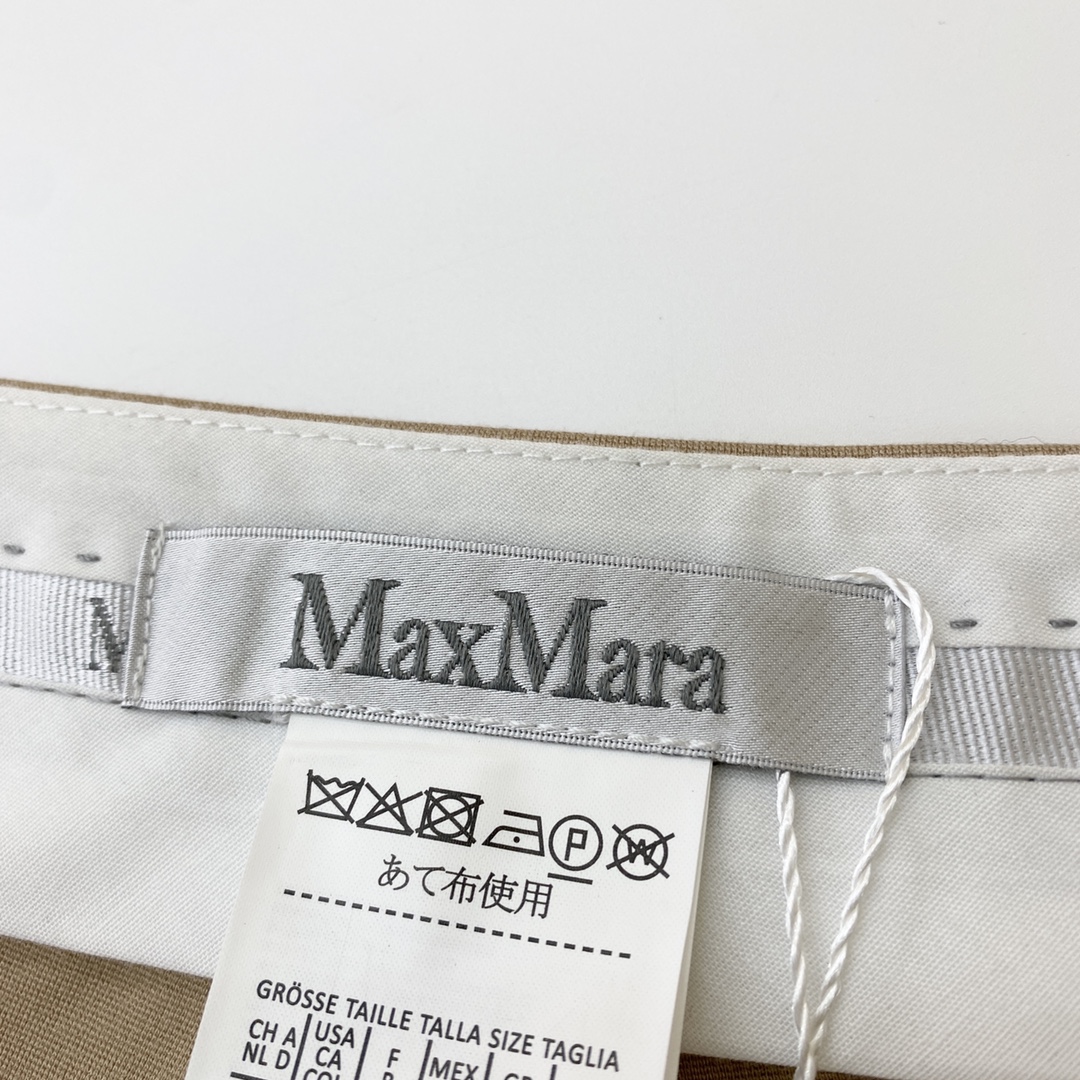 MaxMara
M
P
W
あて布使用
GRÖSSE TAILLE TALLA SIZE TAGLIA
CH A USA
NL D CA F MEX